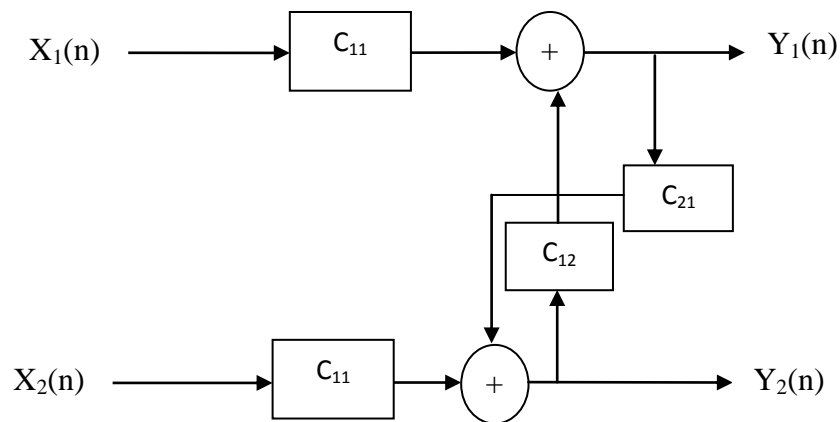 X₁(n)
C₁₁
+
Y₁(n)
C₂₁
C₁₂
X₂(n)
C₁₁
+
Y₂(n)